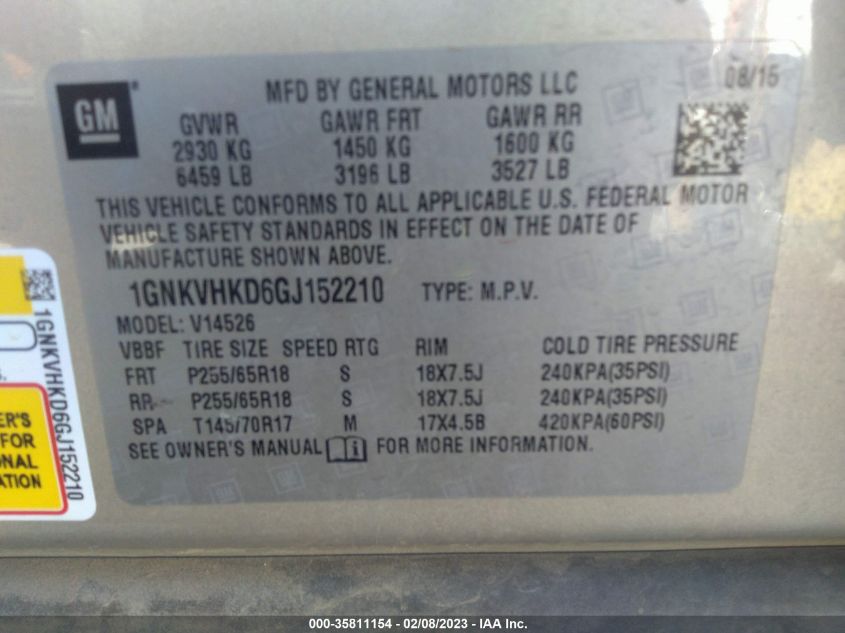 MFD BY GENERAL MOTORS LLC 08/15
GM
GVWR GAWR FRT GAWR RR
2930 KG 1450 KG 1600 KG
6459 LB 3196 LB 3527 LB
THIS VEHICLE CONFORMS TO ALL APPLICABLE U.S. FEDERAL MOTOR
VEHICLE SAFETY STANDARDS IN EFFECT ON THE DATE OF
MANUFACTURE SHOWN ABOVE.
1GNKVHKD6GJ152210 TYPE: M.P.V.
MODEL: V14526
VBBF TIRE SIZE SPEED RTG RIM COLD TIRE PRESSURE
FRT P255/65R18 S 18X7.5J 240KPA(35PSI)
RR P255/65R18 S 18X7.5J 240KPA(35PSI)
SPA T145/70R17 M 17X4.5B 420KPA(60PSI)
SEE OWNER'S MANUAL FOR MORE INFORMATION.
1GNKVHKD6GJ152210
ER'S
FOR
ONAL
ATION
000-35811154 - 02/08/2023 - IAA Inc.